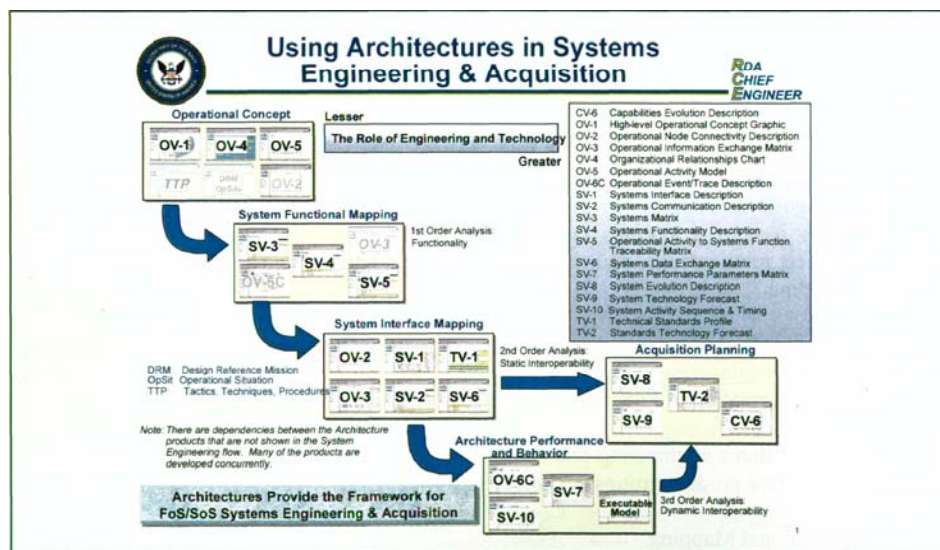 Using Architectures in Systems
Engineering & Acquisition
RDA
CHIEF
ENGINEER
Operational Concept
OV-1
OV-4
OV-5
TTP
DRM
OpSits
OV-2
Lesser
The Role of Engineering and Technology
Greater
CV-6 Capabilities Evolution Description
OV-1 High-level Operational Concept Graphic
OV-2 Operational Node Connectivity Description
OV-3 Operational Information Exchange Matrix
OV-4 Organizational Relationships Chart
OV-5 Operational Activity Model
OV-6C Operational Event/Trace Description
SV-1 Systems Interface Description
SV-2 Systems Communication Description
SV-3 Systems Matrix
SV-4 Systems Functionality Description
SV-5 Operational Activity to Systems Function
Traceability Matrix
SV-6 Systems Data Exchange Matrix
SV-7 System Performance Parameters Matrix
SV-8 System Evolution Description
SV-9 System Technology Forecast
SV-10 System Activity Sequence & Timing
TV-1 Technical Standards Profile
TV-2 Standards Technology Forecast
System Functional Mapping
SV-3
SV-4
OV-3
OV-6C
SV-5
1st Order Analysis:
Functionality
System Interface Mapping
OV-2
SV-1
TV-1
OV-3
SV-2
SV-6
2nd Order Analysis:
Static Interoperability
Acquisition Planning
SV-8
TV-2
SV-9
CV-6
DRM Design Reference Mission
OpSit Operational Situation
TTP Tactics, Techniques, Procedures
Note: There are dependencies between the Architecture
products that are not shown in the System
Engineering flow. Many of the products are
developed concurrently.
Architecture Performance
and Behavior
OV-6C
SV-7
SV-10
Executable
Model
3rd Order Analysis:
Dynamic Interoperability
Architectures Provide the Framework for
FoS/SoS Systems Engineering & Acquisition
1